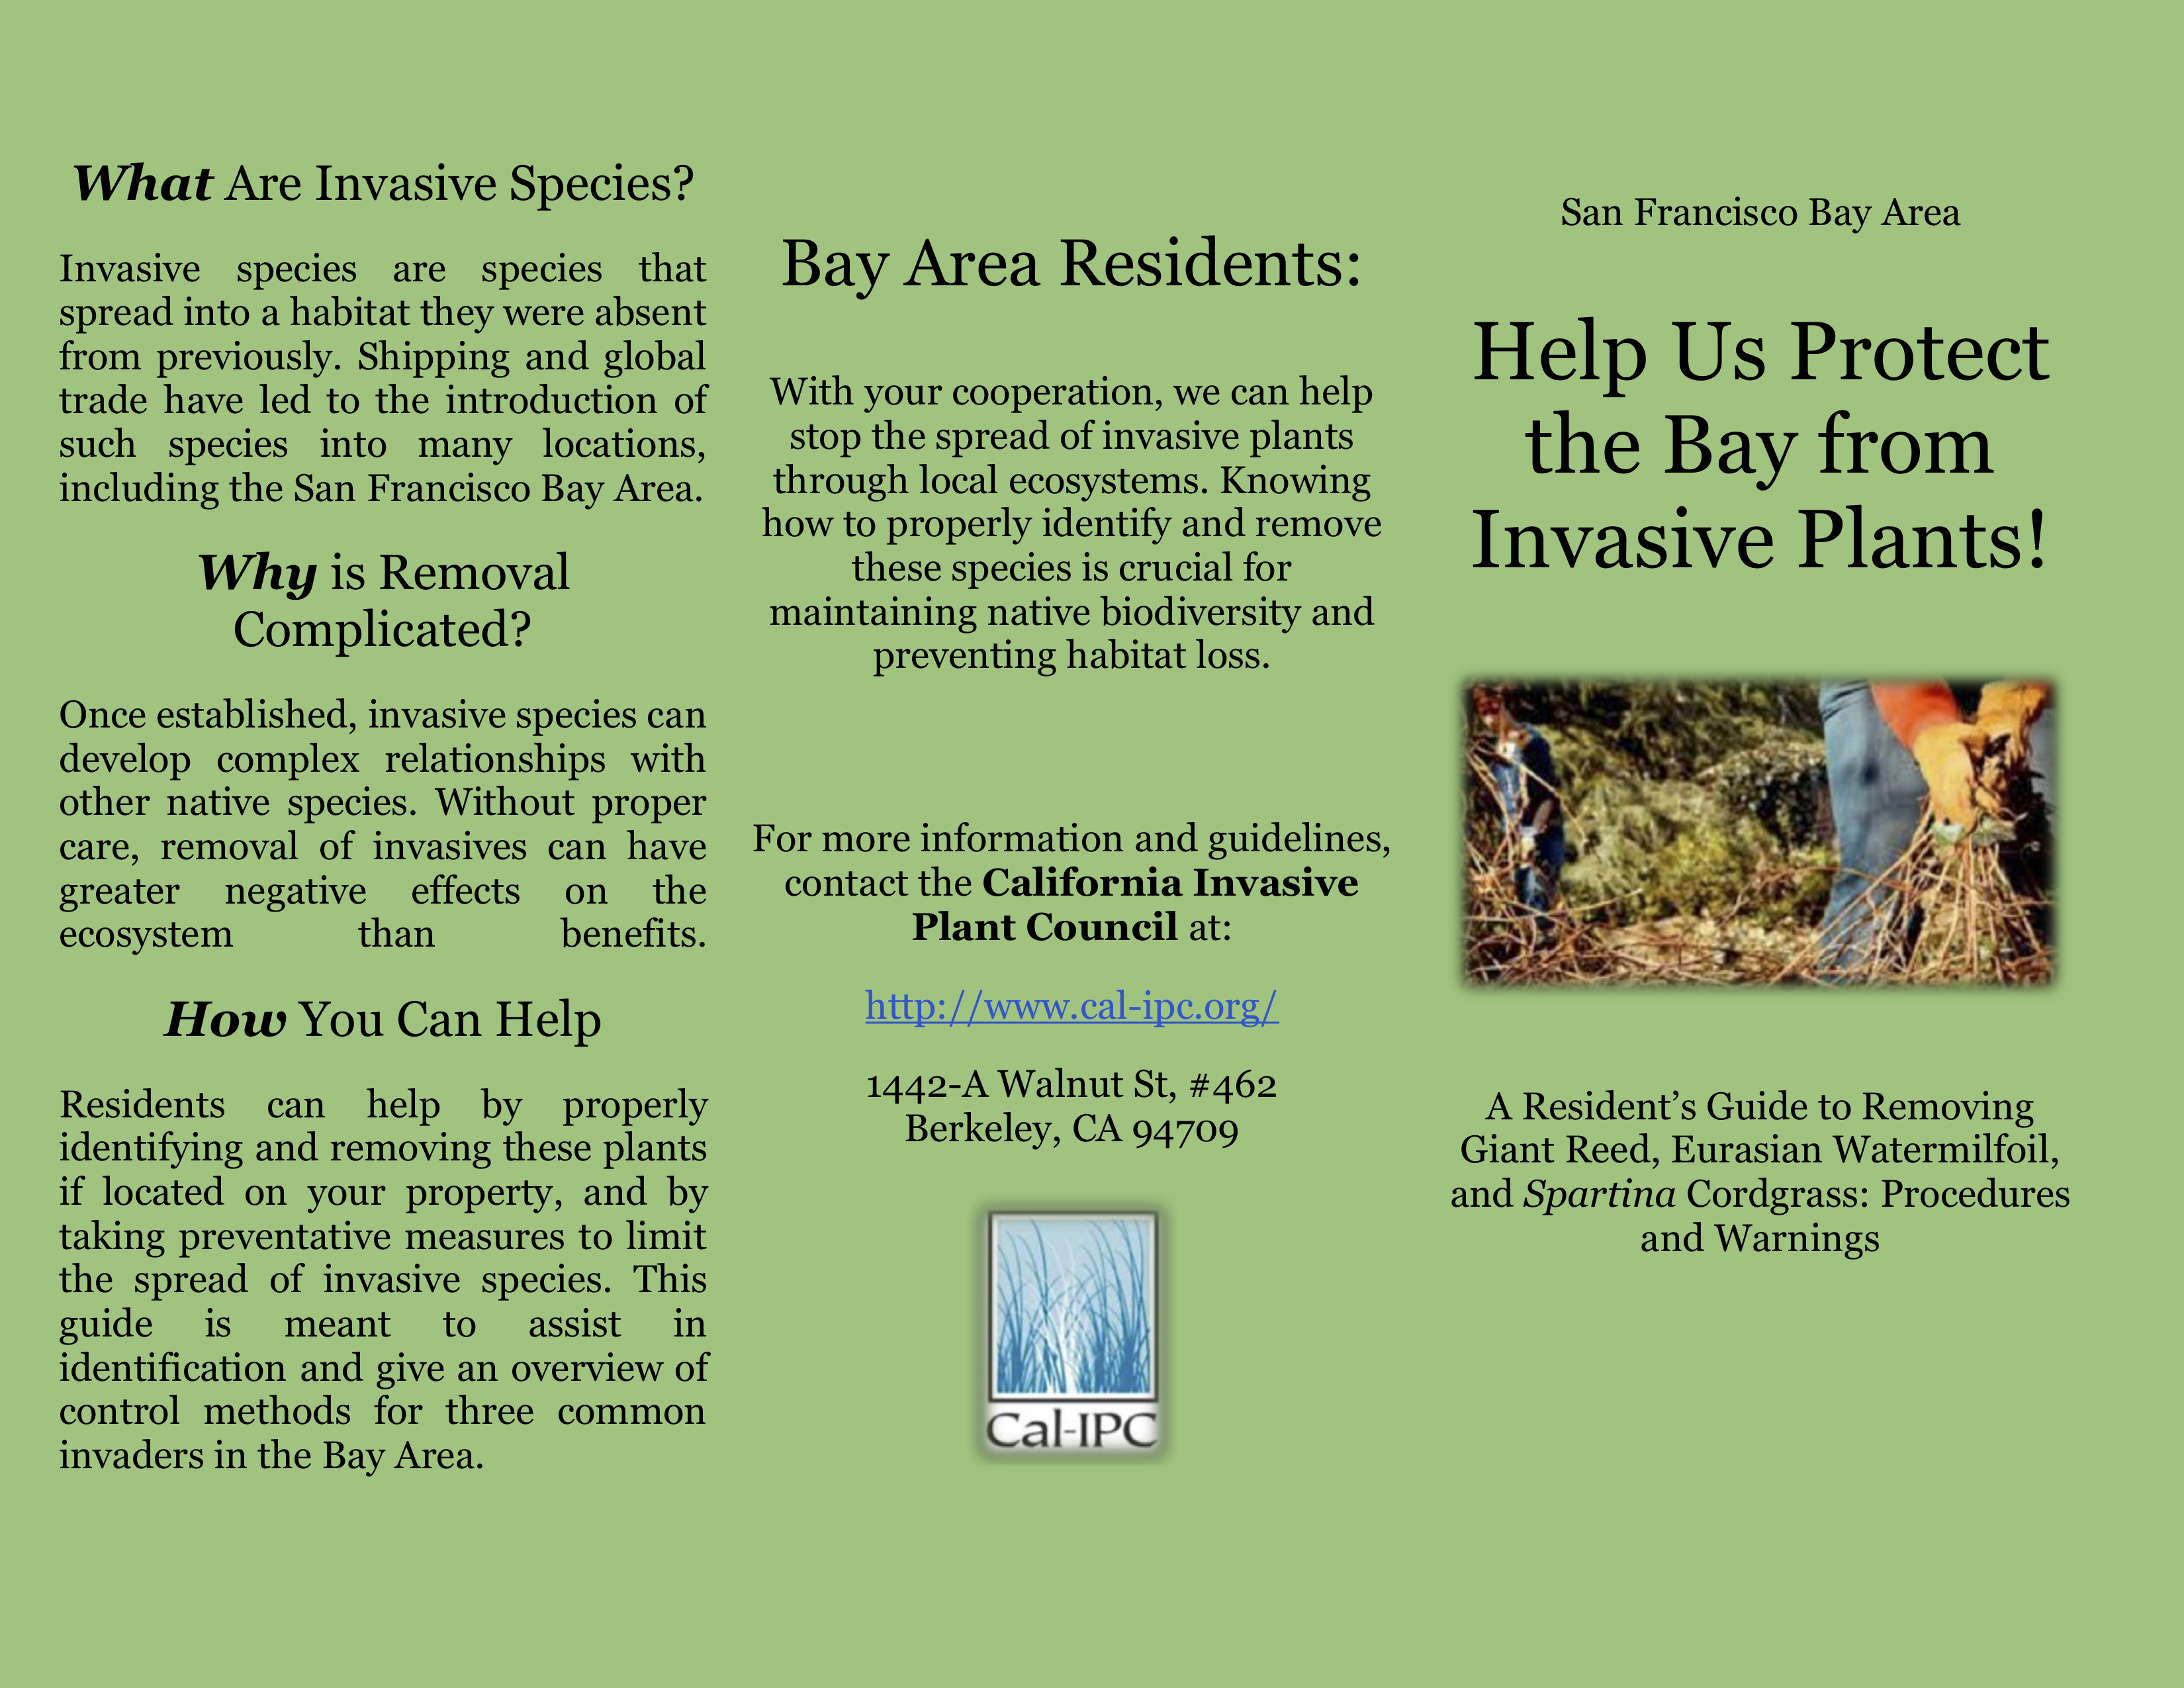 What Are Invasive Species?
Invasive species are species that
spread into a habitat they were absent
from previously. Shipping and global
trade have led to the introduction of
such species into many locations,
including the San Francisco Bay Area.
Why is Removal
Complicated?
Once established, invasive species can
develop complex relationships with
other native species. Without proper
care, removal of invasives can have
greater negative effects on the
ecosystem than benefits.
How You Can Help
Residents can help by properly
identifying and removing these plants
if located on your property, and by
taking preventative measures to limit
the spread of invasive species. This
guide is meant to assist in
identification and give an overview of
control methods for three common
invaders in the Bay Area.
Bay Area Residents:
With your cooperation, we can help
stop the spread of invasive plants
through local ecosystems. Knowing
how to properly identify and remove
these species is crucial for
maintaining native biodiversity and
preventing habitat loss.
For more information and guidelines,
contact the California Invasive
Plant Council at:
http://www.cal-ipc.org/
1442-A Walnut St, #462
Berkeley, CA 94709
Cal-IPC
San Francisco Bay Area
Help Us Protect
the Bay from
Invasive Plants!
A Resident’s Guide to Removing
Giant Reed, Eurasian Watermilfoil,
and Spartina Cordgrass: Procedures
and Warnings